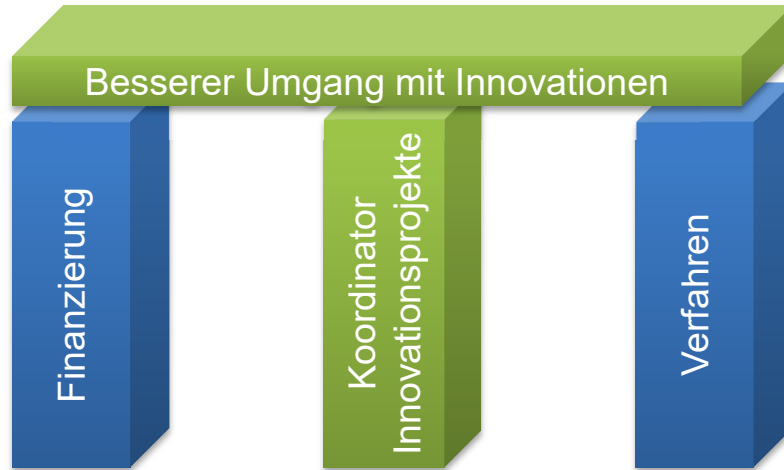 Besserer Umgang mit Innovationen
Finanzierung
Koordinator
Innovationsprojekte
Verfahren